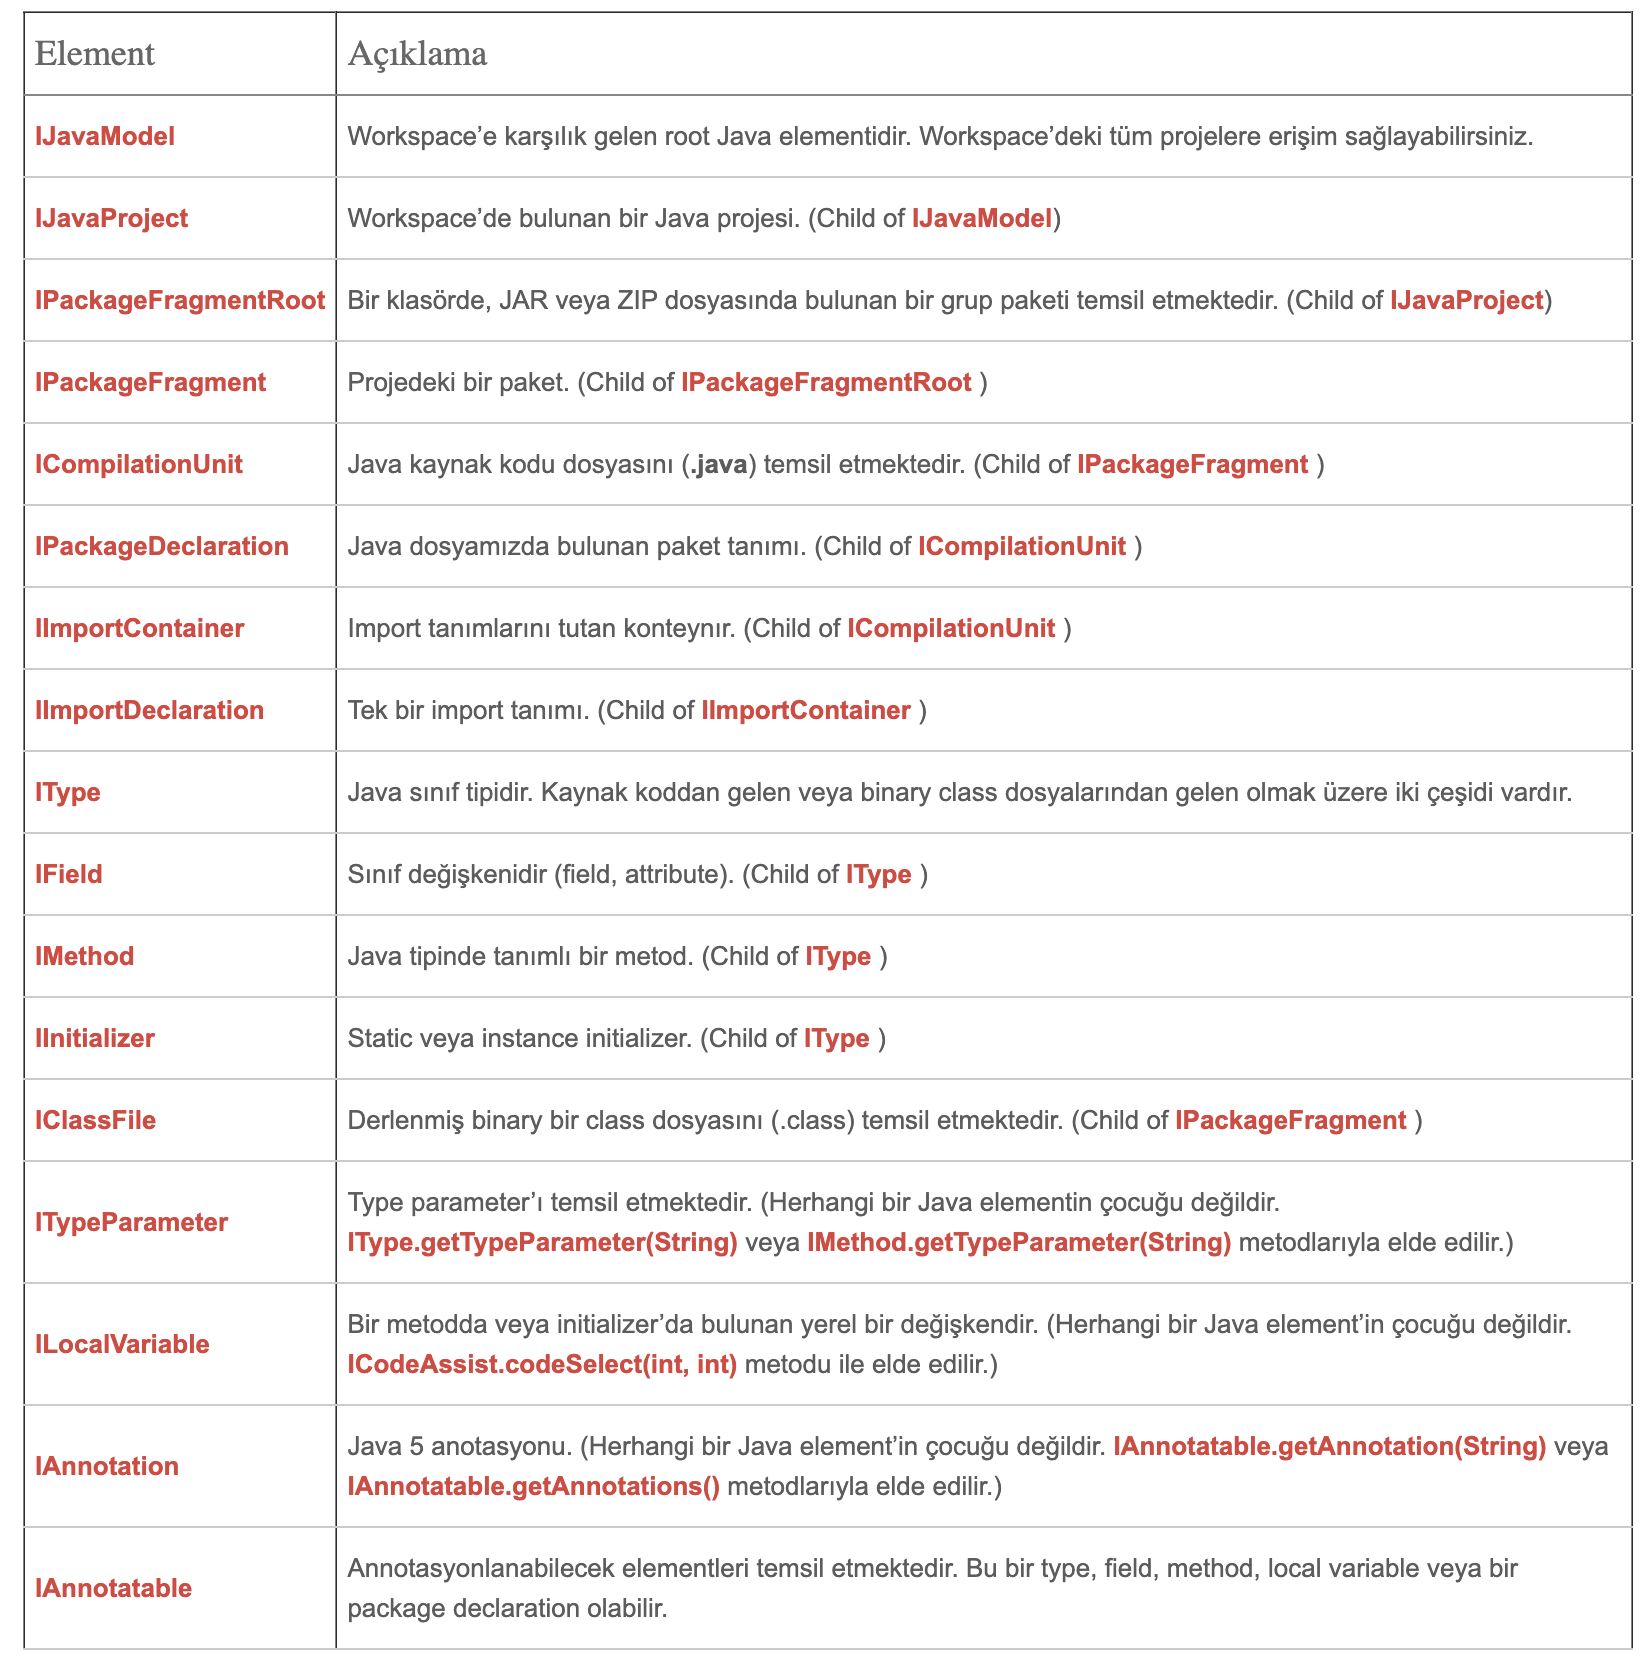 Element
Açıklama
IJavaModel
Workspace’e karşılık gelen root Java elementidir. Workspace’deki tüm projelere erişim sağlayabilirsiniz.
IJavaProject
Workspace’de bulunan bir Java projesi. (Child of IJavaModel)
IPackageFragmentRoot
Bir klasörde, JAR veya ZIP dosyasında bulunan bir grup paketi temsil etmektedir. (Child of IJavaProject)
IPackageFragment
Projedeki bir paket. (Child of IPackageFragmentRoot )
ICompilationUnit
Java kaynak kodu dosyasını (.java) temsil etmektedir. (Child of IPackageFragment )
IPackageDeclaration
Java dosyamızda bulunan paket tanımı. (Child of ICompilationUnit )
IImportContainer
Import tanımlarını tutan konteynır. (Child of ICompilationUnit )
IImportDeclaration
Tek bir import tanımı. (Child of IImportContainer )
IType
Java sınıf tipidir. Kaynak koddan gelen veya binary class dosyalarından gelen olmak üzere iki çeşidi vardır.
IField
Sınıf değişkenidir (field, attribute). (Child of IType )
IMethod
Java tipinde tanımlı bir metod. (Child of IType )
IInitializer
Static veya instance initializer. (Child of IType )
IClassFile
Derlenmiş binary bir class dosyasını (.class) temsil etmektedir. (Child of IPackageFragment )
ITypeParameter
Type parameter’ı temsil etmektedir. (Herhangi bir Java elementin çocuğu değildir.
IType.getTypeParameter(String) veya IMethod.getTypeParameter(String) metodlarıyla elde edilir.)
ILocalVariable
Bir metodda veya initializer’da bulunan yerel bir değişkendir. (Herhangi bir Java element’in çocuğu değildir.
ICodeAssist.codeSelect(int, int) metodu ile elde edilir.)
IAnnotation
Java 5 anotasyonu. (Herhangi bir Java element’in çocuğu değildir. IAnnotatable.getAnnotation(String) veya
IAnnotatable.getAnnotations() metodlarıyla elde edilir.)
IAnnotatable
Annotasyonlanabilecek elementleri temsil etmektedir. Bu bir type, field, method, local variable veya bir
package declaration olabilir.